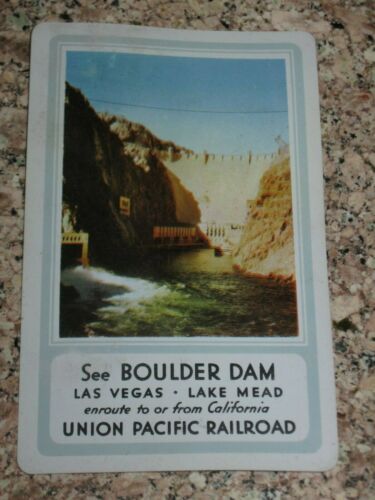 See BOULDER DAM
LAS VEGAS · LAKE MEAD
enroute to or from California
UNION PACIFIC RAILROAD